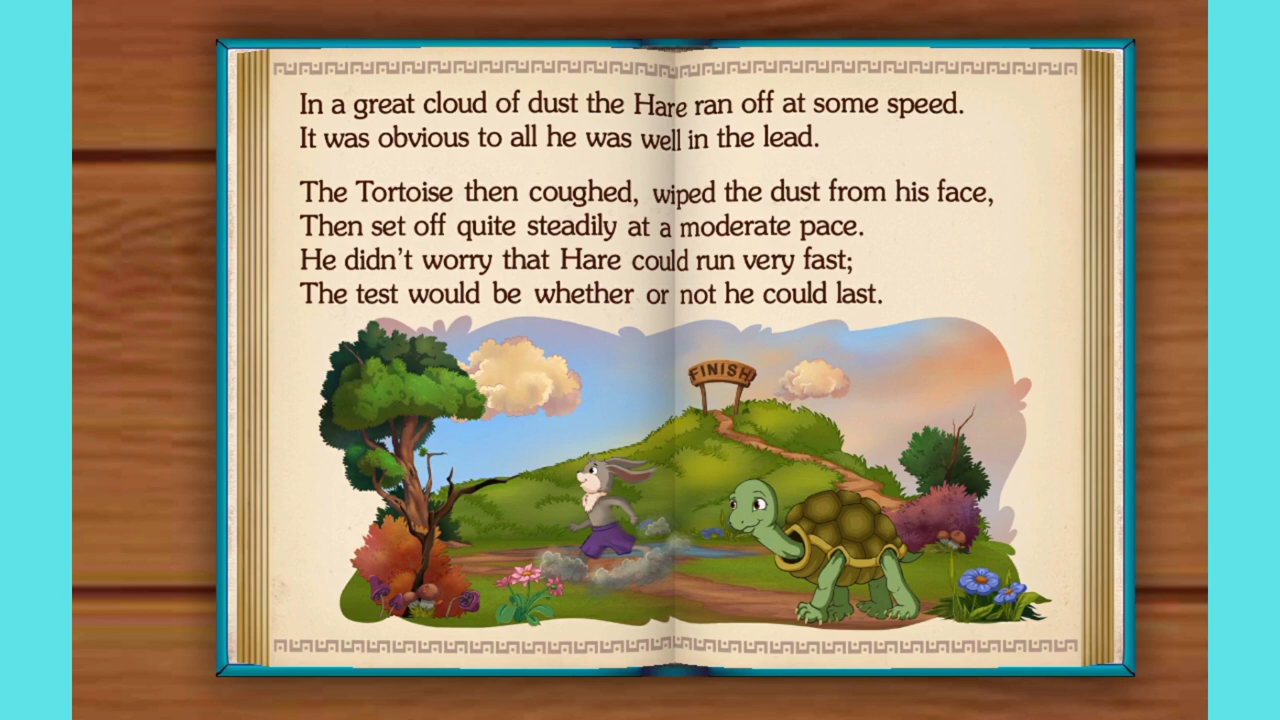 In a great cloud of dust the Hare ran off at some speed.
It was obvious to all he was well in the lead.
The Tortoise then coughed, wiped the dust from his face,
Then set off quite steadily at a moderate pace.
He didn't worry that Hare could run very fast;
The test would be whether or not he could last.
FINISH